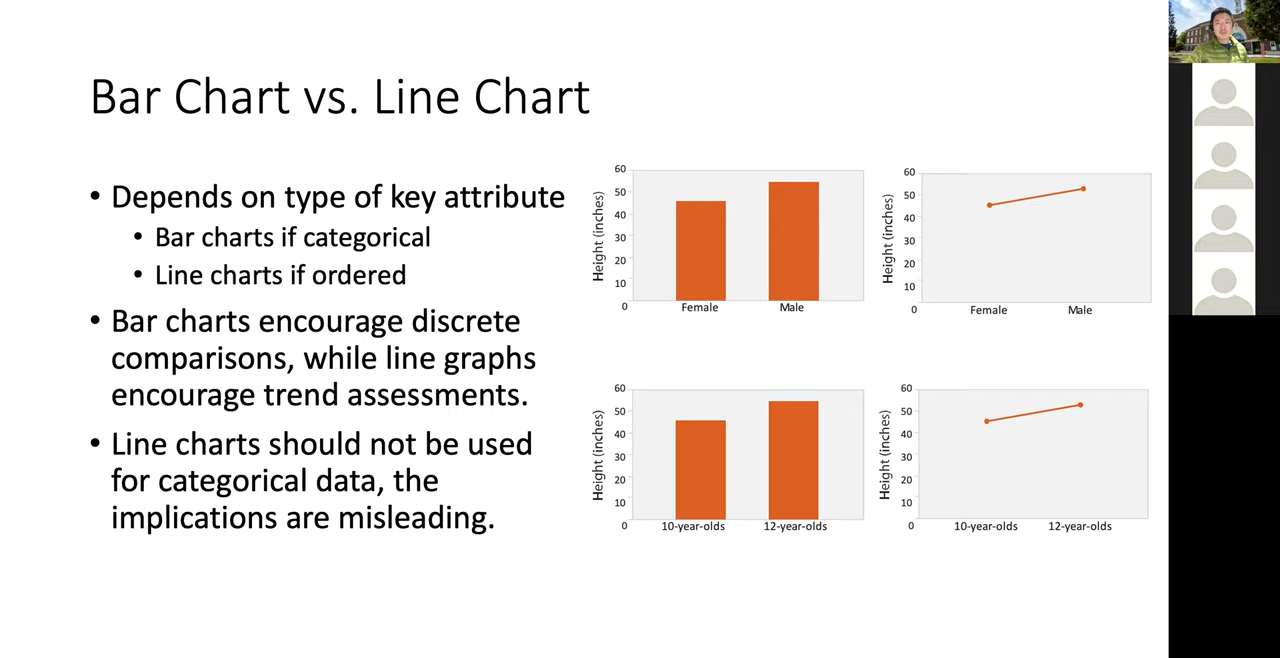 Bar Chart vs. Line Chart
• Depends on type of key attribute
• Bar charts if categorical
• Line charts if ordered
• Bar charts encourage discrete
comparisons, while line graphs
encourage trend assessments.
• Line charts should not be used
for categorical data, the
implications are misleading.
Height (inches)
60
50
40
30
20
10
0
Female Male
Height (inches)
60
50
40
30
20
10
0
Female Male
Height (inches)
60
50
40
30
20
10
0
10-year-olds 12-year-olds
Height (inches)
60
50
40
30
20
10
0
10-year-olds 12-year-olds